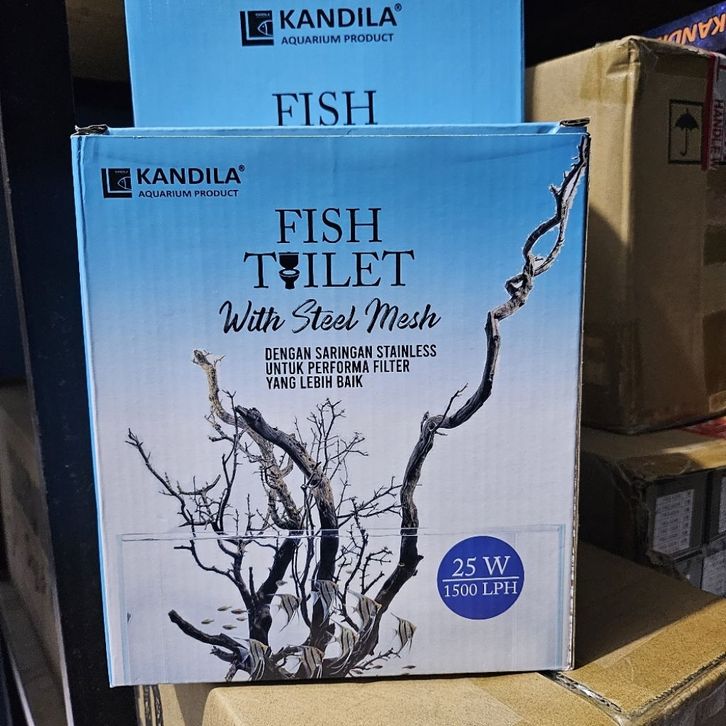 KANDILA®
AQUARIUM PRODUCT
FISH
KANDILA®
AQUARIUM PRODUCT
FISH
TOILET
With Steel Mesh
DENGAN SARINGAN STAINLESS
UNTUK PERFORMA FILTER
YANG LEBIH BAIK
25 W
1500 LPH